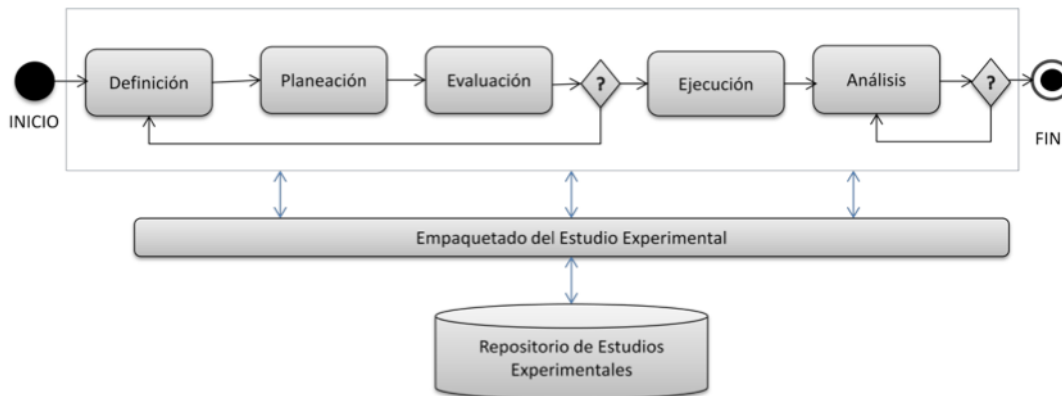 INICIO
Definición
Planeación
Evaluación
?
Ejecución
Análisis
?
FIN
Empaquetado del Estudio Experimental
Repositorio de Estudios
Experimentales